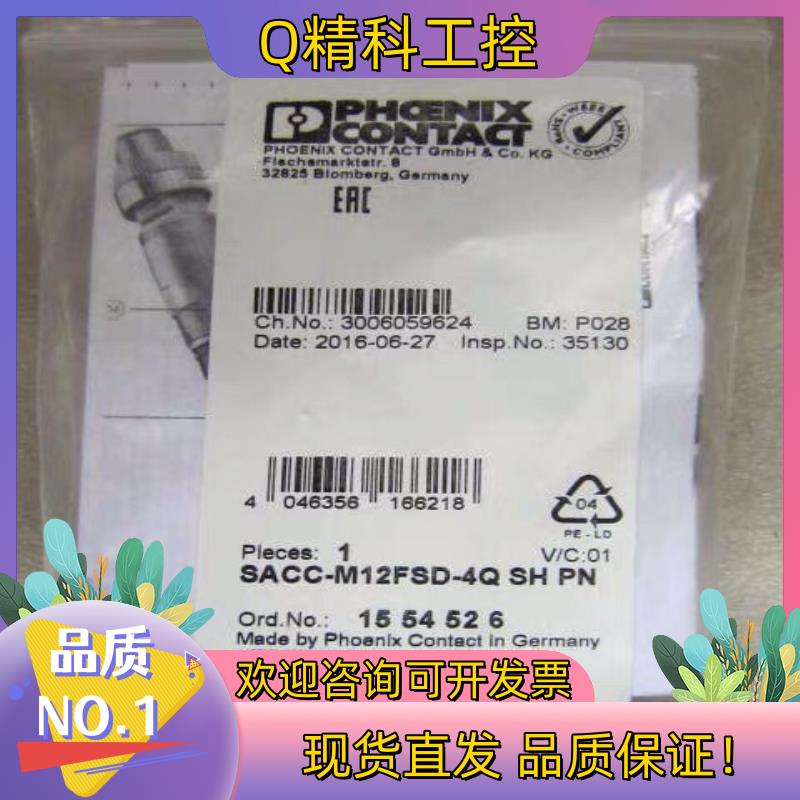 Q精科工控
PHOENIX
CONTACT
RoHS WEEE
COMPLIANT
PHOENIX CONTACT GmbH & Co. KG
Flachsmarktstr. 8
32825 Blomberg, Germany
EAC
Ch.No.: 3006059624 BM: P028
Date: 2016-06-27 Insp.No.: 35130
4 046356 166218
04
PE-LD
Pieces: 1 V/C:01
SACC-M12FSD-4Q SH PN
Ord.No.: 15 54 52 6
Made by Phoenix Contact in Germany
品质
NO.1
欢迎咨询可开发票
现货直发 品质保证!